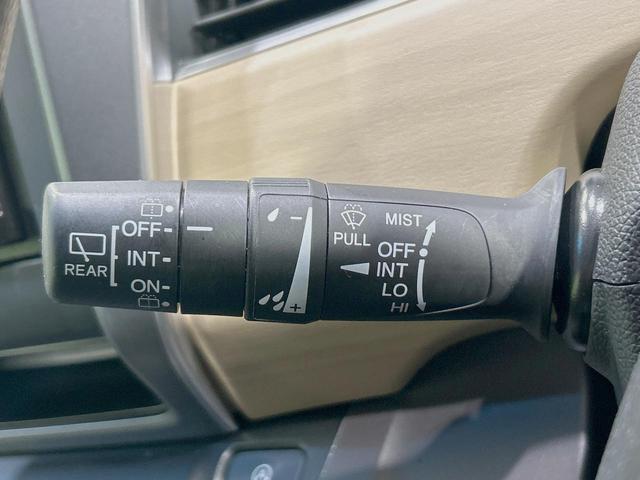 OFF
INT
ON
REAR
−
+
PULL
MIST
OFF
INT
LO
HI